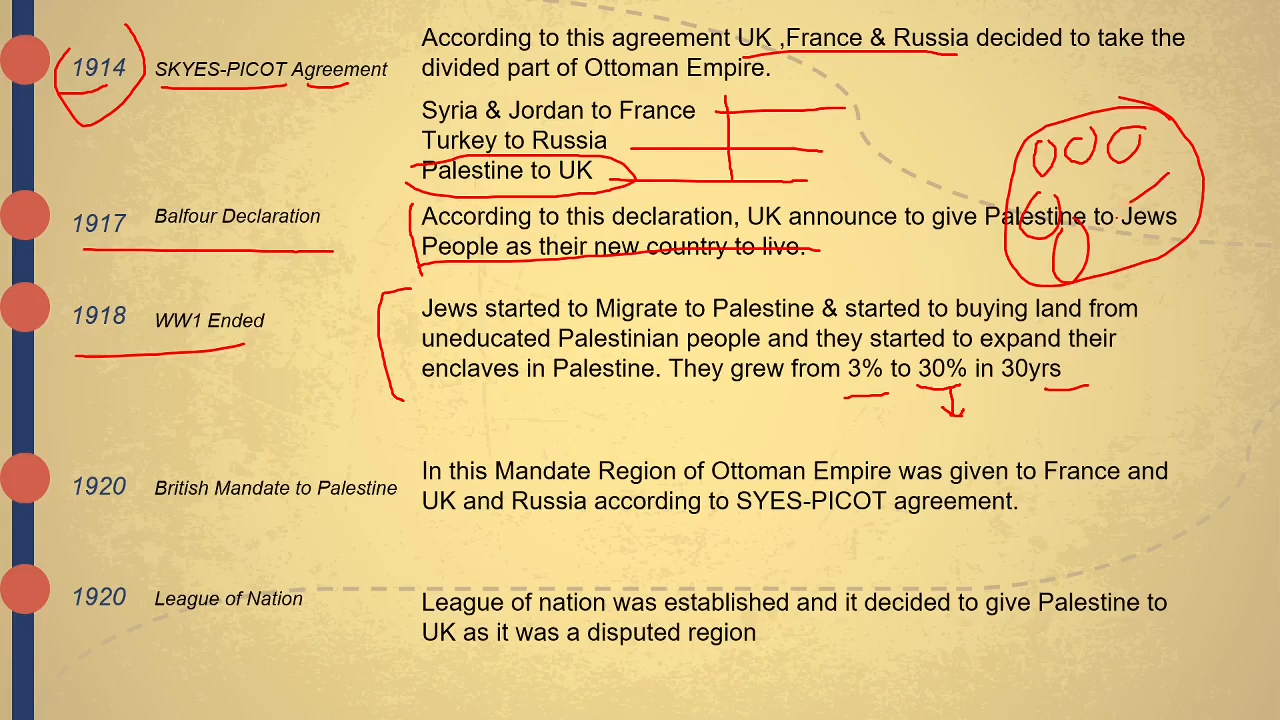 1914 SKYES-PICOT Agreement
According to this agreement UK ,France & Russia decided to take the
divided part of Ottoman Empire.
Syria & Jordan to France
Turkey to Russia
Palestine to UK
1917 Balfour Declaration
According to this declaration, UK announce to give Palestine to Jews
People as their new country to live.
1918 WW1 Ended
Jews started to Migrate to Palestine & started to buying land from
uneducated Palestinian people and they started to expand their
enclaves in Palestine. They grew from 3% to 30% in 30yrs
1920 British Mandate to Palestine
In this Mandate Region of Ottoman Empire was given to France and
UK and Russia according to SYES-PICOT agreement.
1920 League of Nation
League of nation was established and it decided to give Palestine to
UK as it was a disputed region